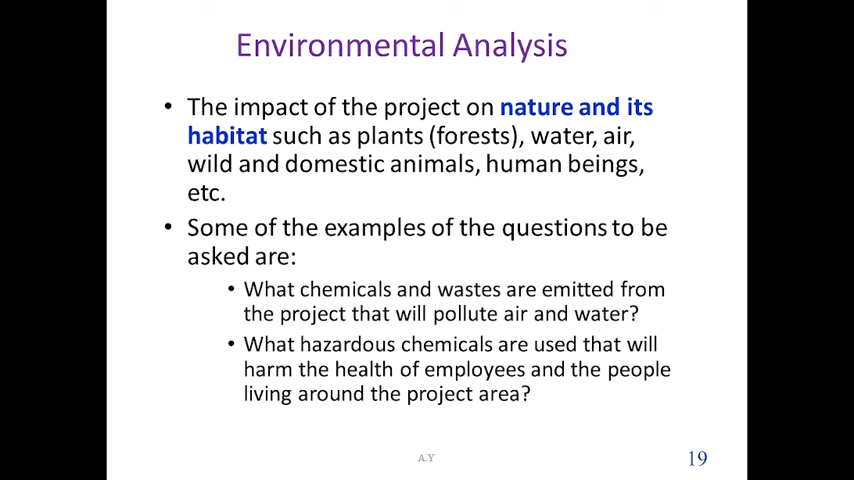 Environmental Analysis
• The impact of the project on nature and its
habitat such as plants (forests), water, air,
wild and domestic animals, human beings,
etc.
• Some of the examples of the questions to be
asked are:
• What chemicals and wastes are emitted from
the project that will pollute air and water?
• What hazardous chemicals are used that will
harm the health of employees and the people
living around the project area?
A.Y
19